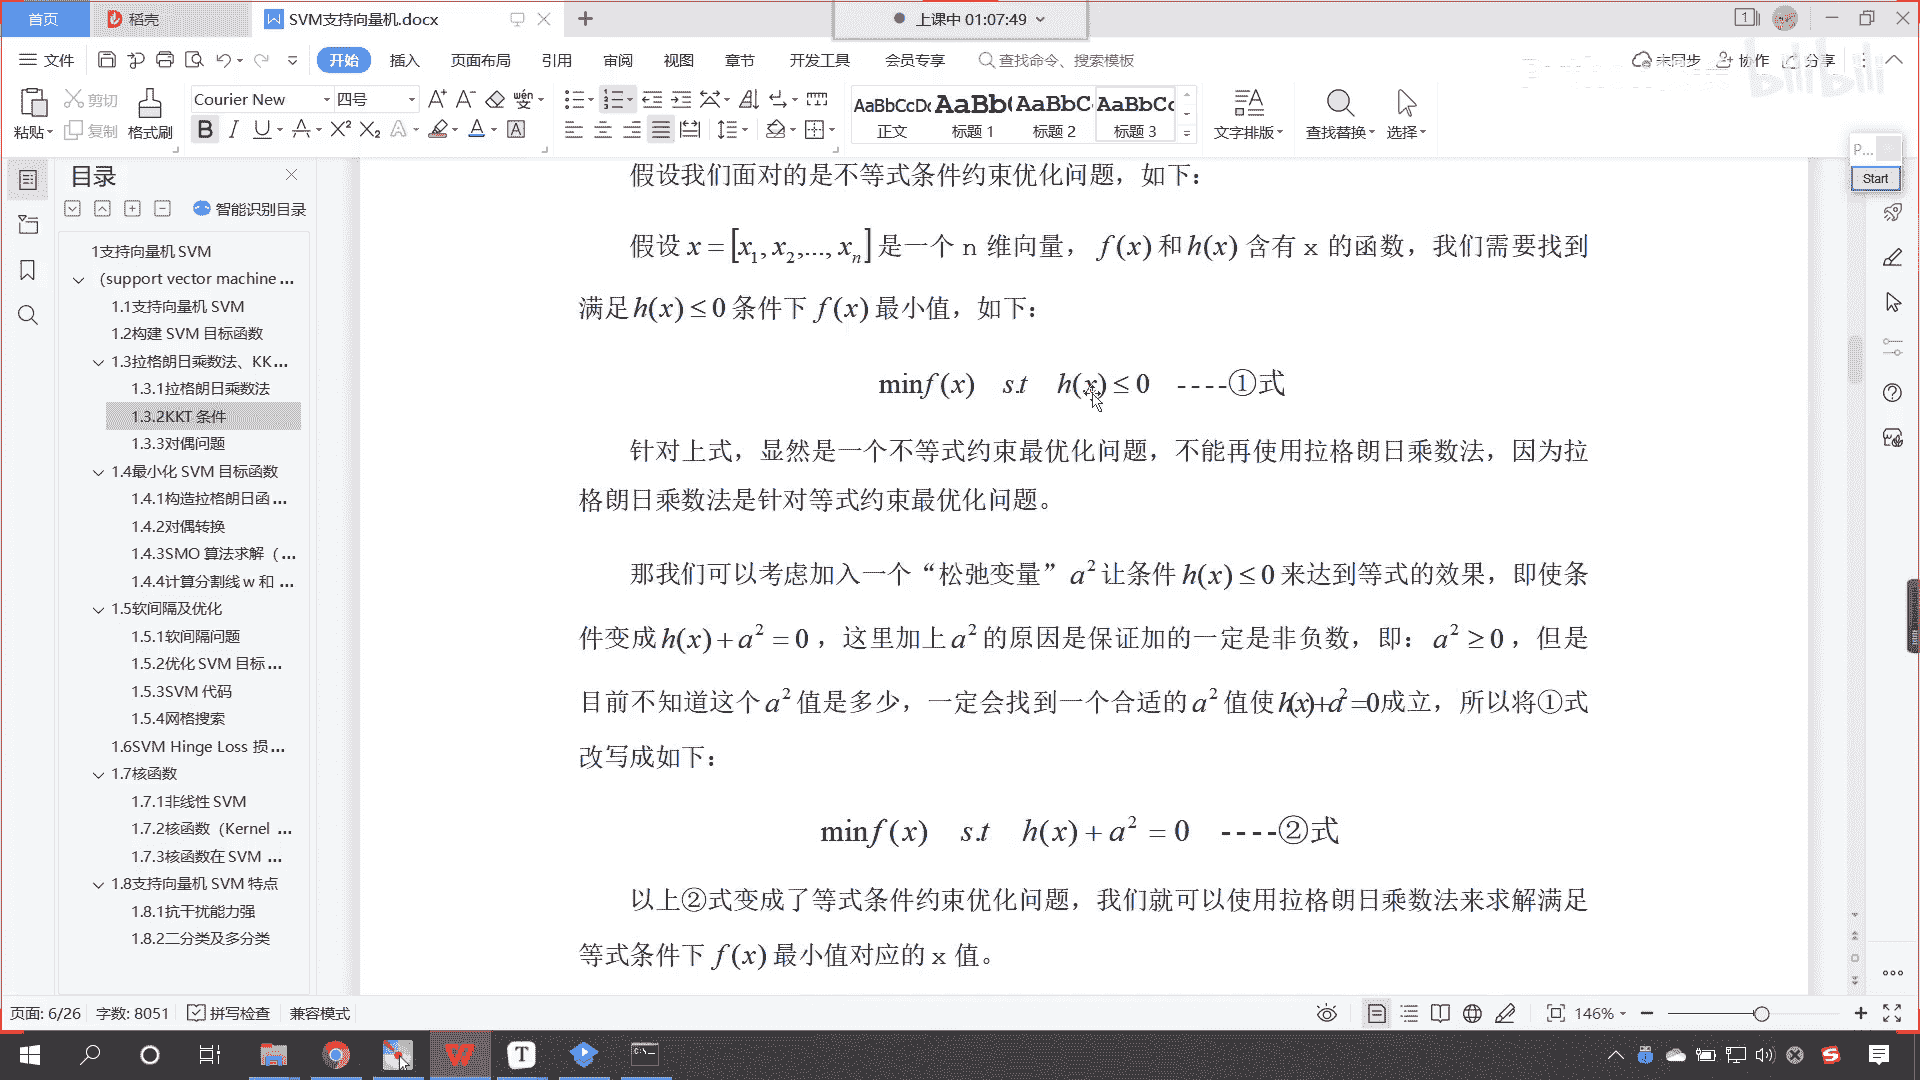 首页 稻壳 SVM支持向量机.docx 上课中 01:07:49 1
文件 开始 插入 页面布局 引用 审阅 视图 章节 开发工具 会员专享 查找命令、搜索模板 未同步 协作 分享
粘贴 剪切 复制 格式刷 Courier New 四号 AaBbCcDc 正文 AaBb( 标题 1 AaBbC 标题 2 AaBbCc 标题 3 文字排版 查找替换 选择
P...
Start
目录
智能识别目录
1支持向量机 SVM
（support vector machine ...
1.1支持向量机 SVM
1.2构建 SVM 目标函数
1.3拉格朗日乘数法、KK...
1.3.1拉格朗日乘数法
1.3.2KKT 条件
1.3.3对偶问题
1.4最小化 SVM 目标函数
1.4.1构造拉格朗日函 ...
1.4.2对偶转换
1.4.3SMO 算法求解（ ...
1.4.4计算分割线 w 和 ...
1.5软间隔及优化
1.5.1软间隔问题
1.5.2优化 SVM 目标 ...
1.5.3SVM 代码
1.5.4网格搜索
1.6SVM Hinge Loss 损 ...
1.7核函数
1.7.1非线性 SVM
1.7.2核函数（Kernel ...
1.7.3核函数在 SVM ...
1.8支持向量机 SVM 特点
1.8.1抗干扰能力强
1.8.2二分类及多分类
假设我们面对的是不等式条件约束优化问题，如下：
假设 x = [x₁, x₂,..., xₙ] 是一个 n 维向量， f(x) 和 h(x) 含有 x 的函数，我们需要找到
满足 h(x) ≤ 0 条件下 f(x) 最小值，如下：
min f(x) s.t h(x) ≤ 0 ----①式
针对上式，显然是一个不等式约束最优化问题，不能再使用拉格朗日乘数法，因为拉
格朗日乘数法是针对等式约束最优化问题。
那我们可以考虑加入一个“松弛变量” a² 让条件 h(x) ≤ 0 来达到等式的效果，即使条
件变成 h(x) + a² = 0 ，这里加上 a² 的原因是保证加的一定是非负数，即： a² ≥ 0 ，但是
目前不知道这个 a² 值是多少，一定会找到一个合适的 a² 值使 h(x)+a²=0 成立，所以将①式
改写成如下：
min f(x) s.t h(x) + a² = 0 ----②式
以上②式变成了等式条件约束优化问题，我们就可以使用拉格朗日乘数法来求解满足
等式条件下 f(x) 最小值对应的 x 值。
页面: 6/26 字数: 8051 拼写检查 兼容模式 146%